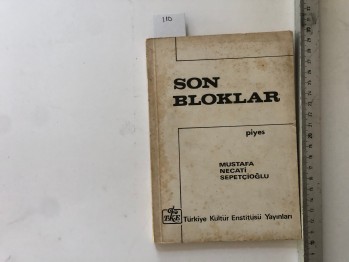 110
SON
BLOKLAR
piyes
MUSTAFA
NECATİ
SEPETÇİOĞLU
Türkiye Kültür Enstitüsü Yayınları